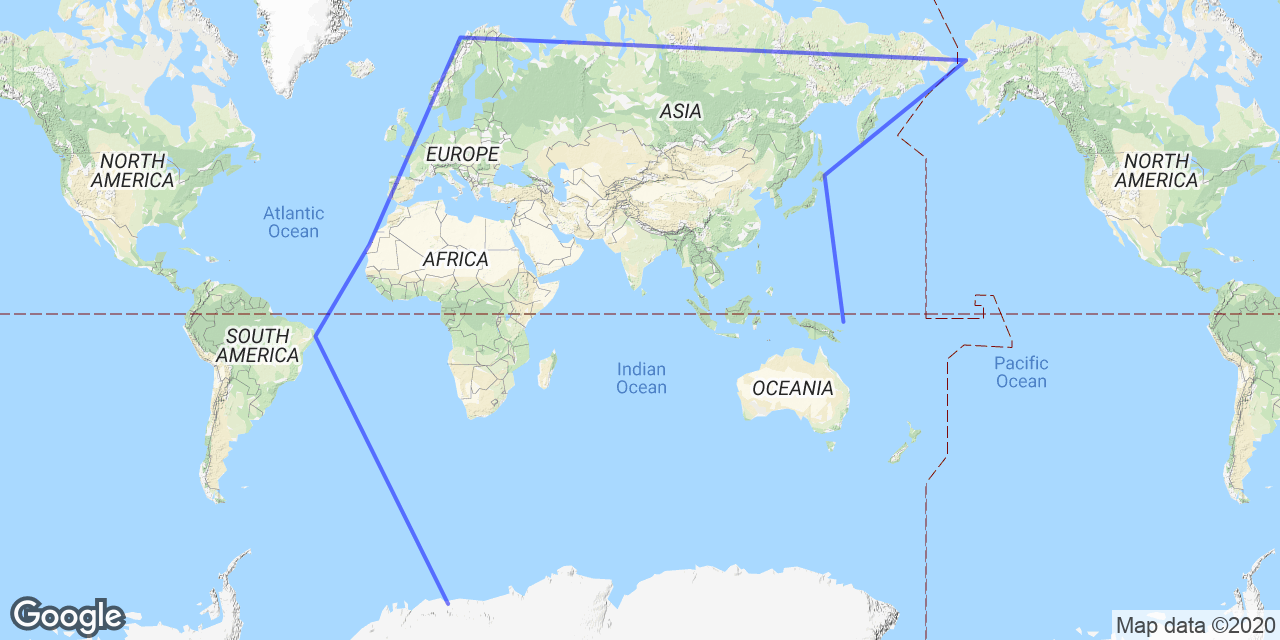 ASIA
EUROPE
NORTH
AMERICA
NORTH
AMERICA
Atlantic
Ocean
AFRICA
SOUTH
AMERICA
Indian
Ocean
OCEANIA
Pacific
Ocean
Google
Map data ©2020